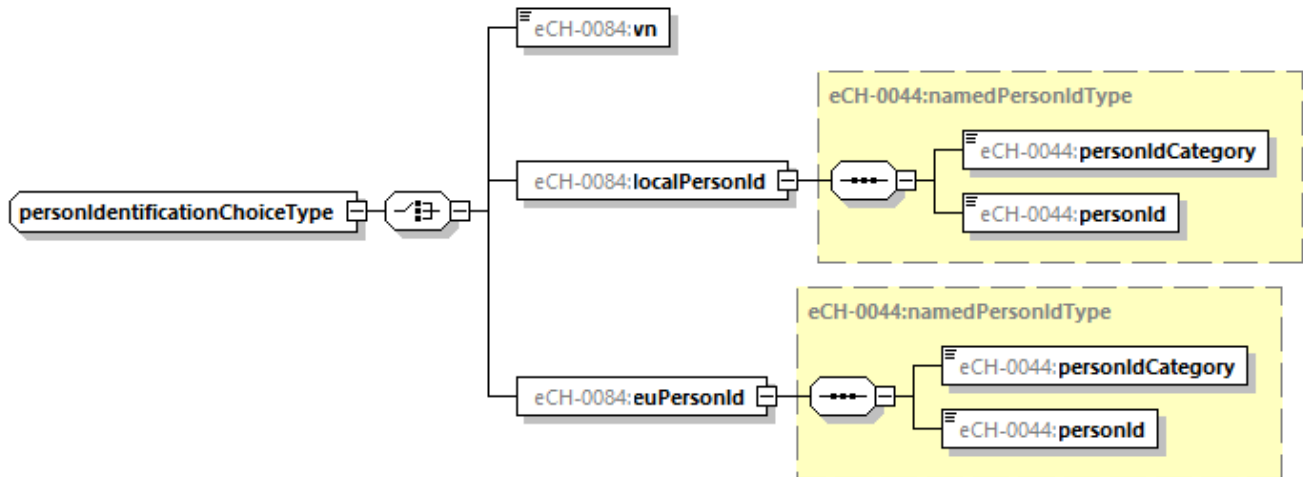 eCH-0084:vn
eCH-0044:namedPersonIdType
eCH-0044:personIdCategory
eCH-0084:localPersonId
personIdentificationChoiceType
eCH-0044:personId
eCH-0044:namedPersonIdType
eCH-0044:personIdCategory
eCH-0084:euPersonId
eCH-0044:personId